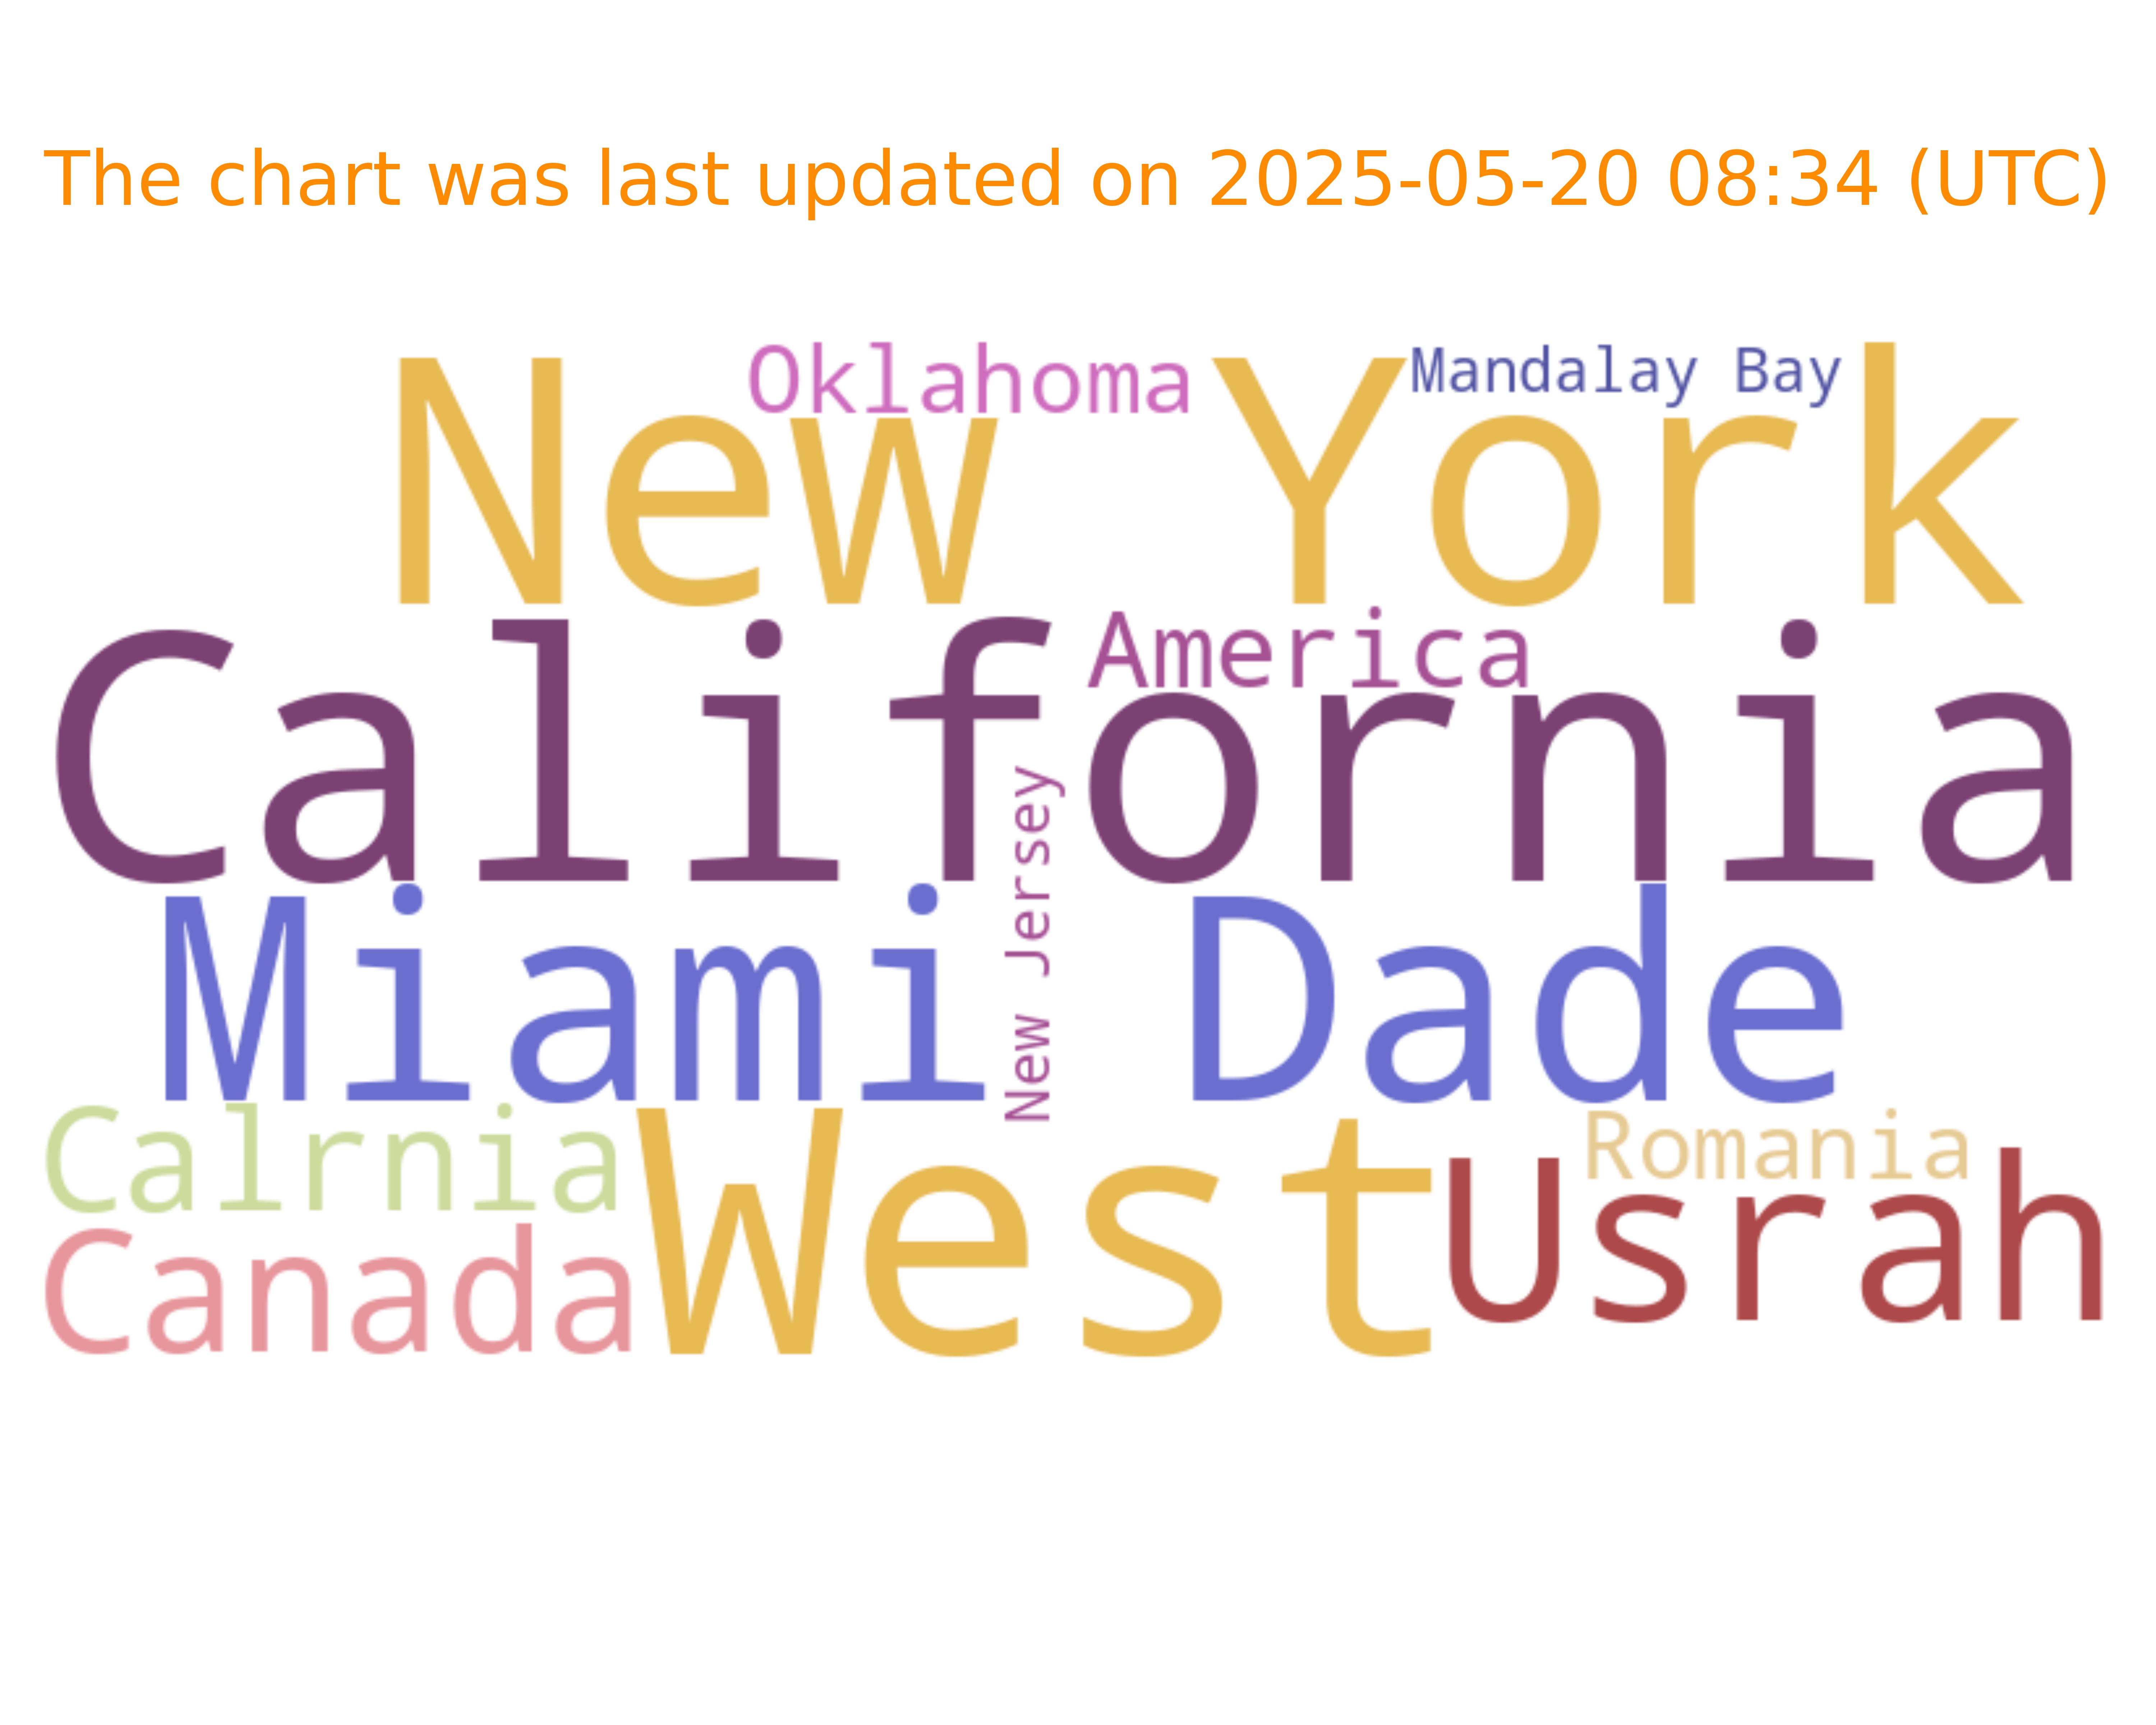 The chart was last updated on 2025-05-20 08:34 (UTC)
Oklahoma
Mandalay Bay
New York
America
California
New Jersey
Miami Dade
Calrnia
West
Romania
Usrah
Canada